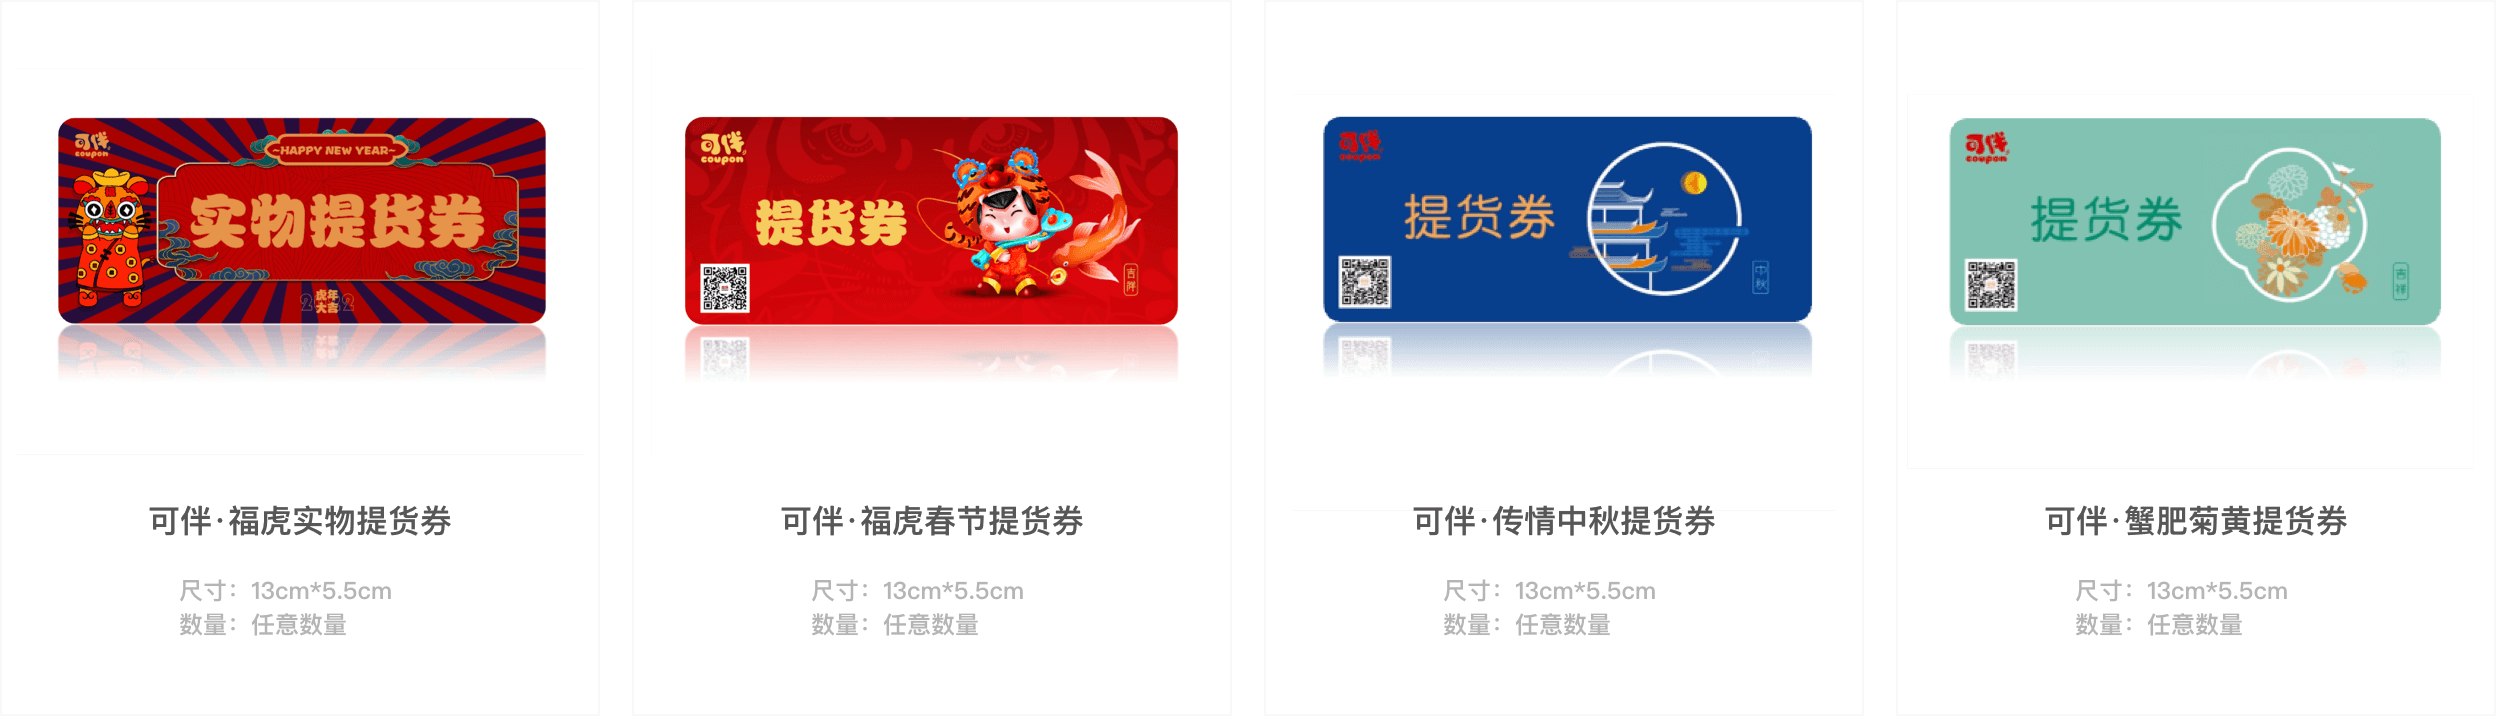 可伴
coupon
~HAPPY NEW YEAR~
实物提货券
2 虎年 2
大吉
可伴·福虎实物提货券
尺寸：13cm*5.5cm
数量：任意数量
可伴
coupon
提货券
吉祥
可伴·福虎春节提货券
尺寸：13cm*5.5cm
数量：任意数量
可伴
coupon
提货券
中秋
可伴·传情中秋提货券
尺寸：13cm*5.5cm
数量：任意数量
可伴
coupon
提货券
吉祥
可伴·蟹肥菊黄提货券
尺寸：13cm*5.5cm
数量：任意数量